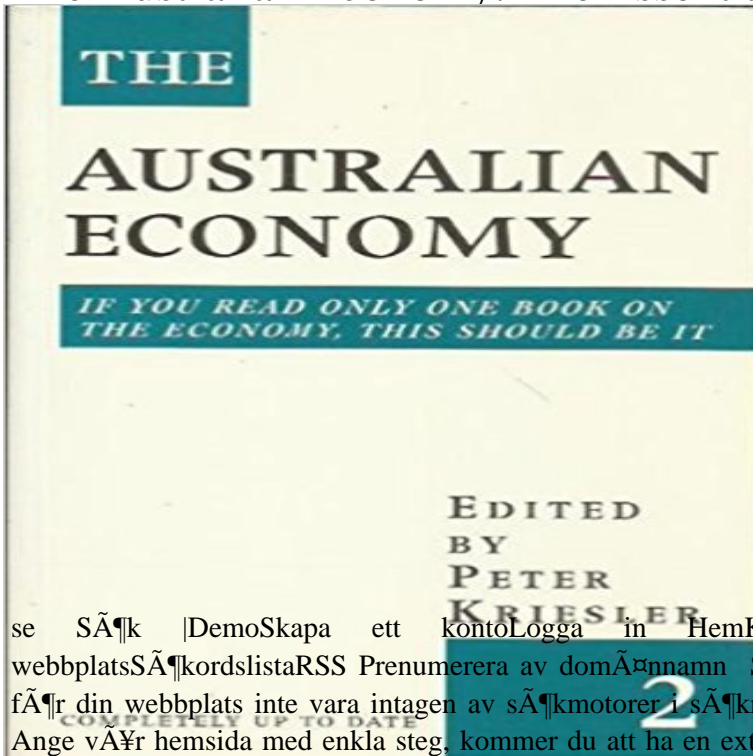 THE
AUSTRALIAN
ECONOMY
IF YOU READ ONLY ONE BOOK ON
THE ECONOMY, THIS SHOULD BE IT
EDITED
BY
PETER
KRIESLER
se SÃ¶k |DemoSkapa ett kontoLogga in
webbplatsSÃ¶kordslistaRSS Prenumerera av domÃ¤nnamn
fÃ¶r din webbplats inte vara intagen av sÃ¶kmotorer i
COMPLETELY UP TO DATE
2
Ange vÃ¥r hemsida med enkla steg, kommer du att ha en